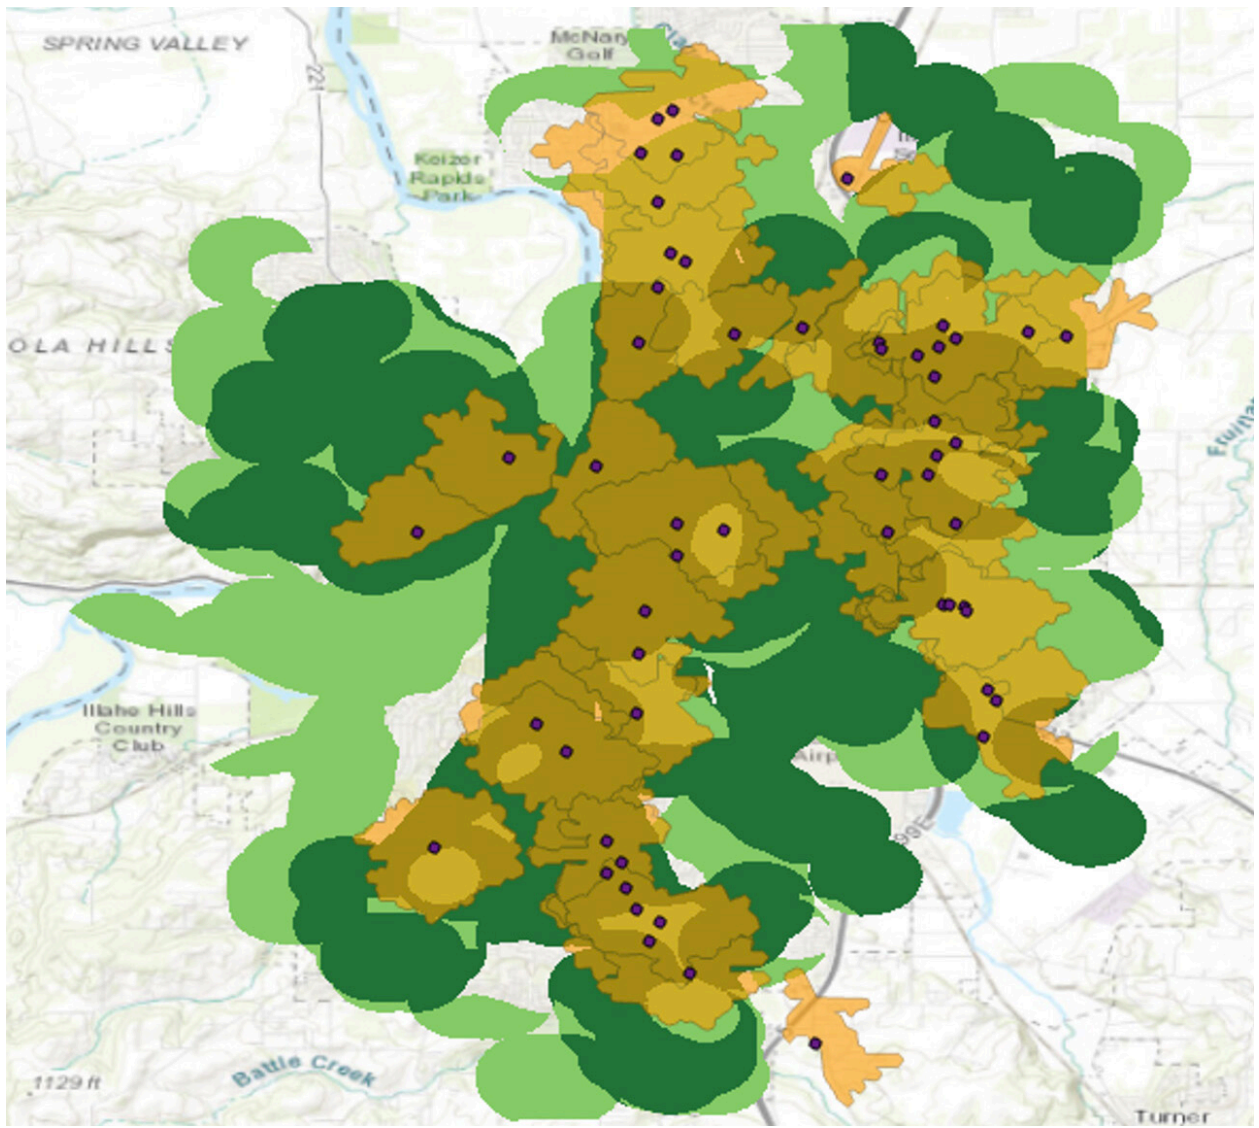 SPRING VALLEY
McNary
Golf
221
Keizer
Rapids
Park
OLA HILLS
Illahe Hills
Country
Club
Airp
99E
Battle Creek
1129 ft
Turner